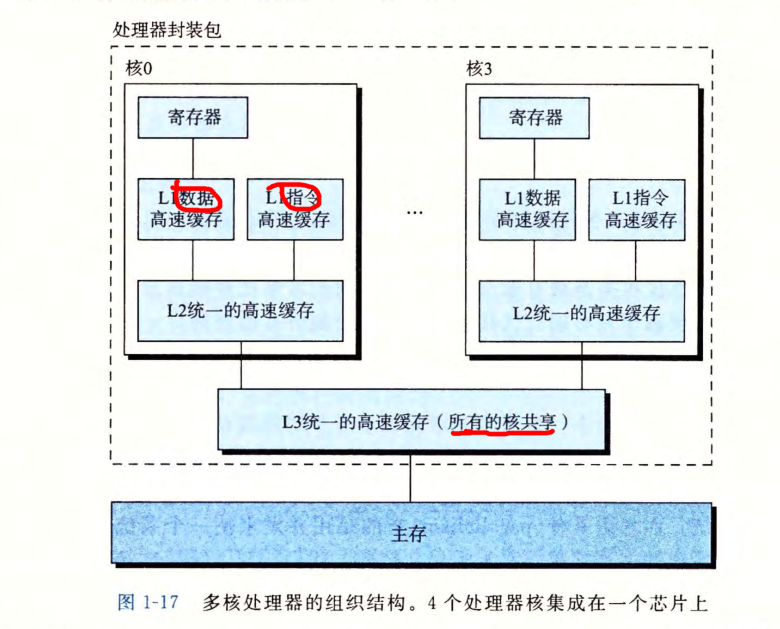 处理器封装包
核0
核3
寄存器
寄存器
L1数据
高速缓存
L1指令
高速缓存
…
L1数据
高速缓存
L1指令
高速缓存
L2统一的高速缓存
L2统一的高速缓存
L3统一的高速缓存（所有的核共享）
主存
图 1-17 多核处理器的组织结构。4 个处理器核集成在一个芯片上